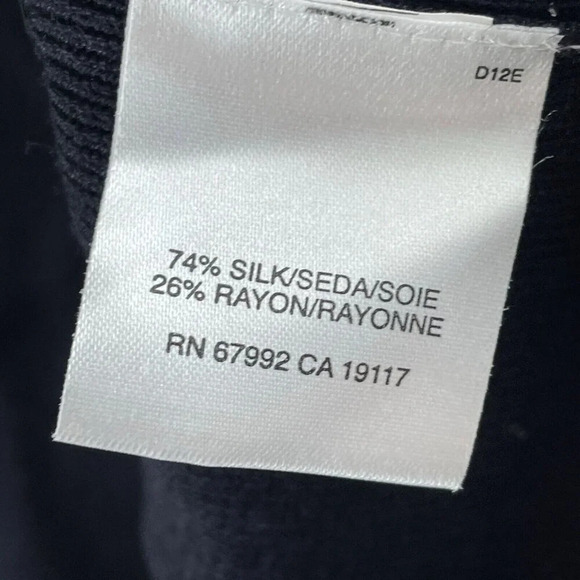 D12E
74% SILK/SEDA/SOIE
26% RAYON/RAYONNE
RN 67992 CA 19117